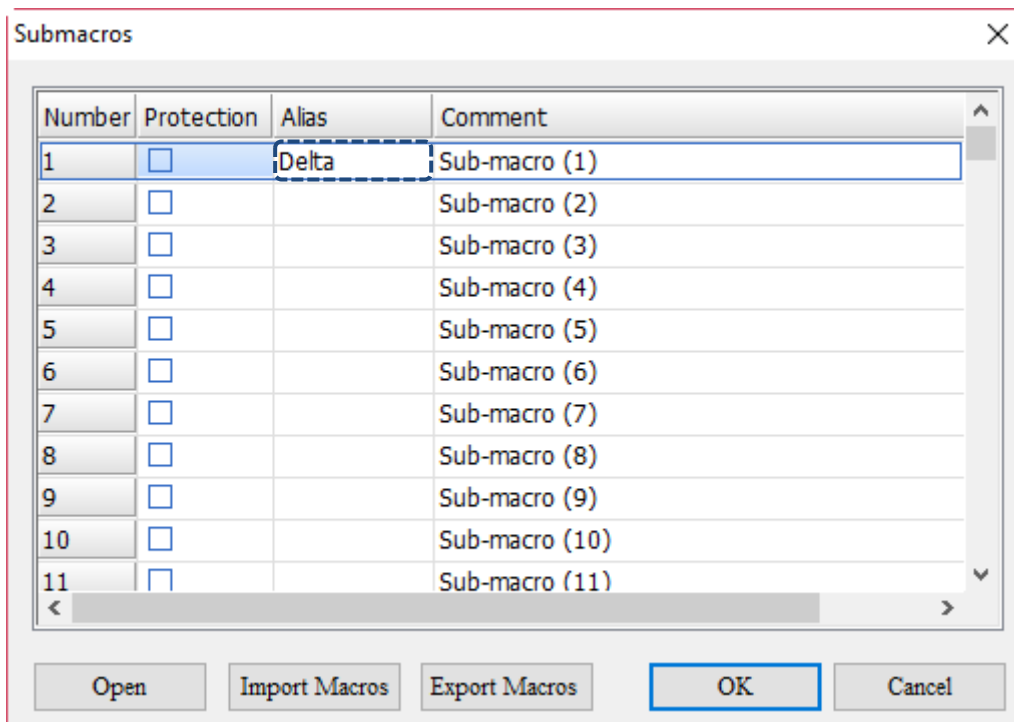 Submacros
Number Protection Alias Comment
1 Delta Sub-macro (1)
2 Sub-macro (2)
3 Sub-macro (3)
4 Sub-macro (4)
5 Sub-macro (5)
6 Sub-macro (6)
7 Sub-macro (7)
8 Sub-macro (8)
9 Sub-macro (9)
10 Sub-macro (10)
11 Sub-macro (11)
Open Import Macros Export Macros OK Cancel